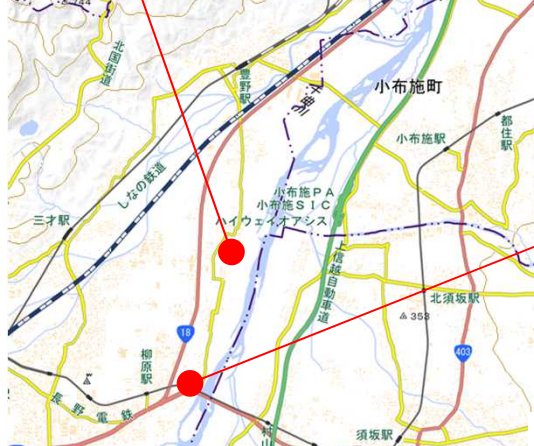 744
北国街道
豊野駅
千曲川
小布施町
都住駅
小布施駅
しなの鉄道
小布施PA
小布施SIC
ハイウェイオアシス
三才駅
上信越自動車道
北須坂駅
353
18
403
柳原駅
長野電鉄
村山
須坂駅